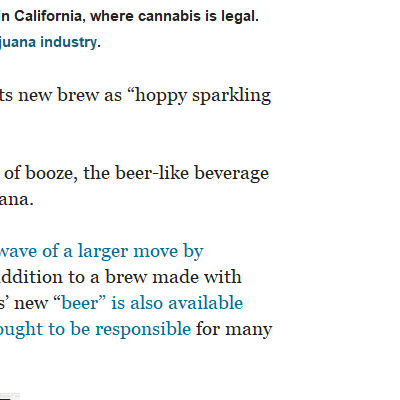 in California, where cannabis is legal.
juana industry.
ts new brew as “hoppy sparkling
of booze, the beer-like beverage
ana.
wave of a larger move by
addition to a brew made with
s’ new “beer” is also available
ought to be responsible for many